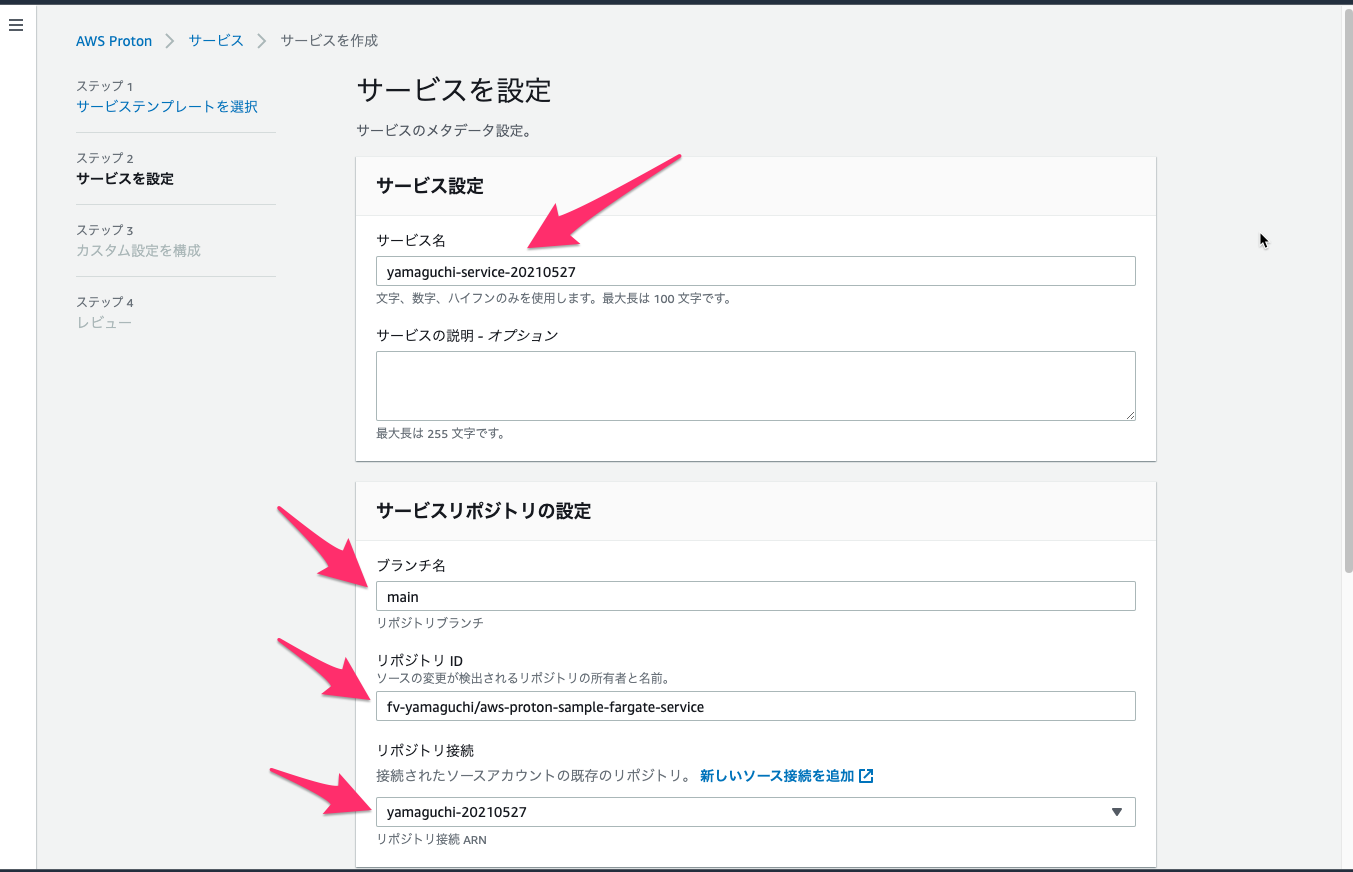 AWS Proton > サービス > サービスを作成
ステップ 1
サービステンプレートを選択
ステップ 2
サービスを設定
ステップ 3
カスタム設定を構成
ステップ 4
レビュー
サービスを設定
サービスのメタデータ設定。
サービス設定
サービス名
yamaguchi-service-20210527
文字、数字、ハイフンのみを使用します。最大長は 100 文字です。
サービスの説明 - オプション
最大長は 255 文字です。
サービスリポジトリの設定
ブランチ名
main
リポジトリブランチ
リポジトリ ID
ソースの変更が検出されるリポジトリの所有者と名前。
fv-yamaguchi/aws-proton-sample-fargate-service
リポジトリ接続
接続されたソースアカウントの既存のリポジトリ。 新しいソース接続を追加
yamaguchi-20210527
リポジトリ接続 ARN